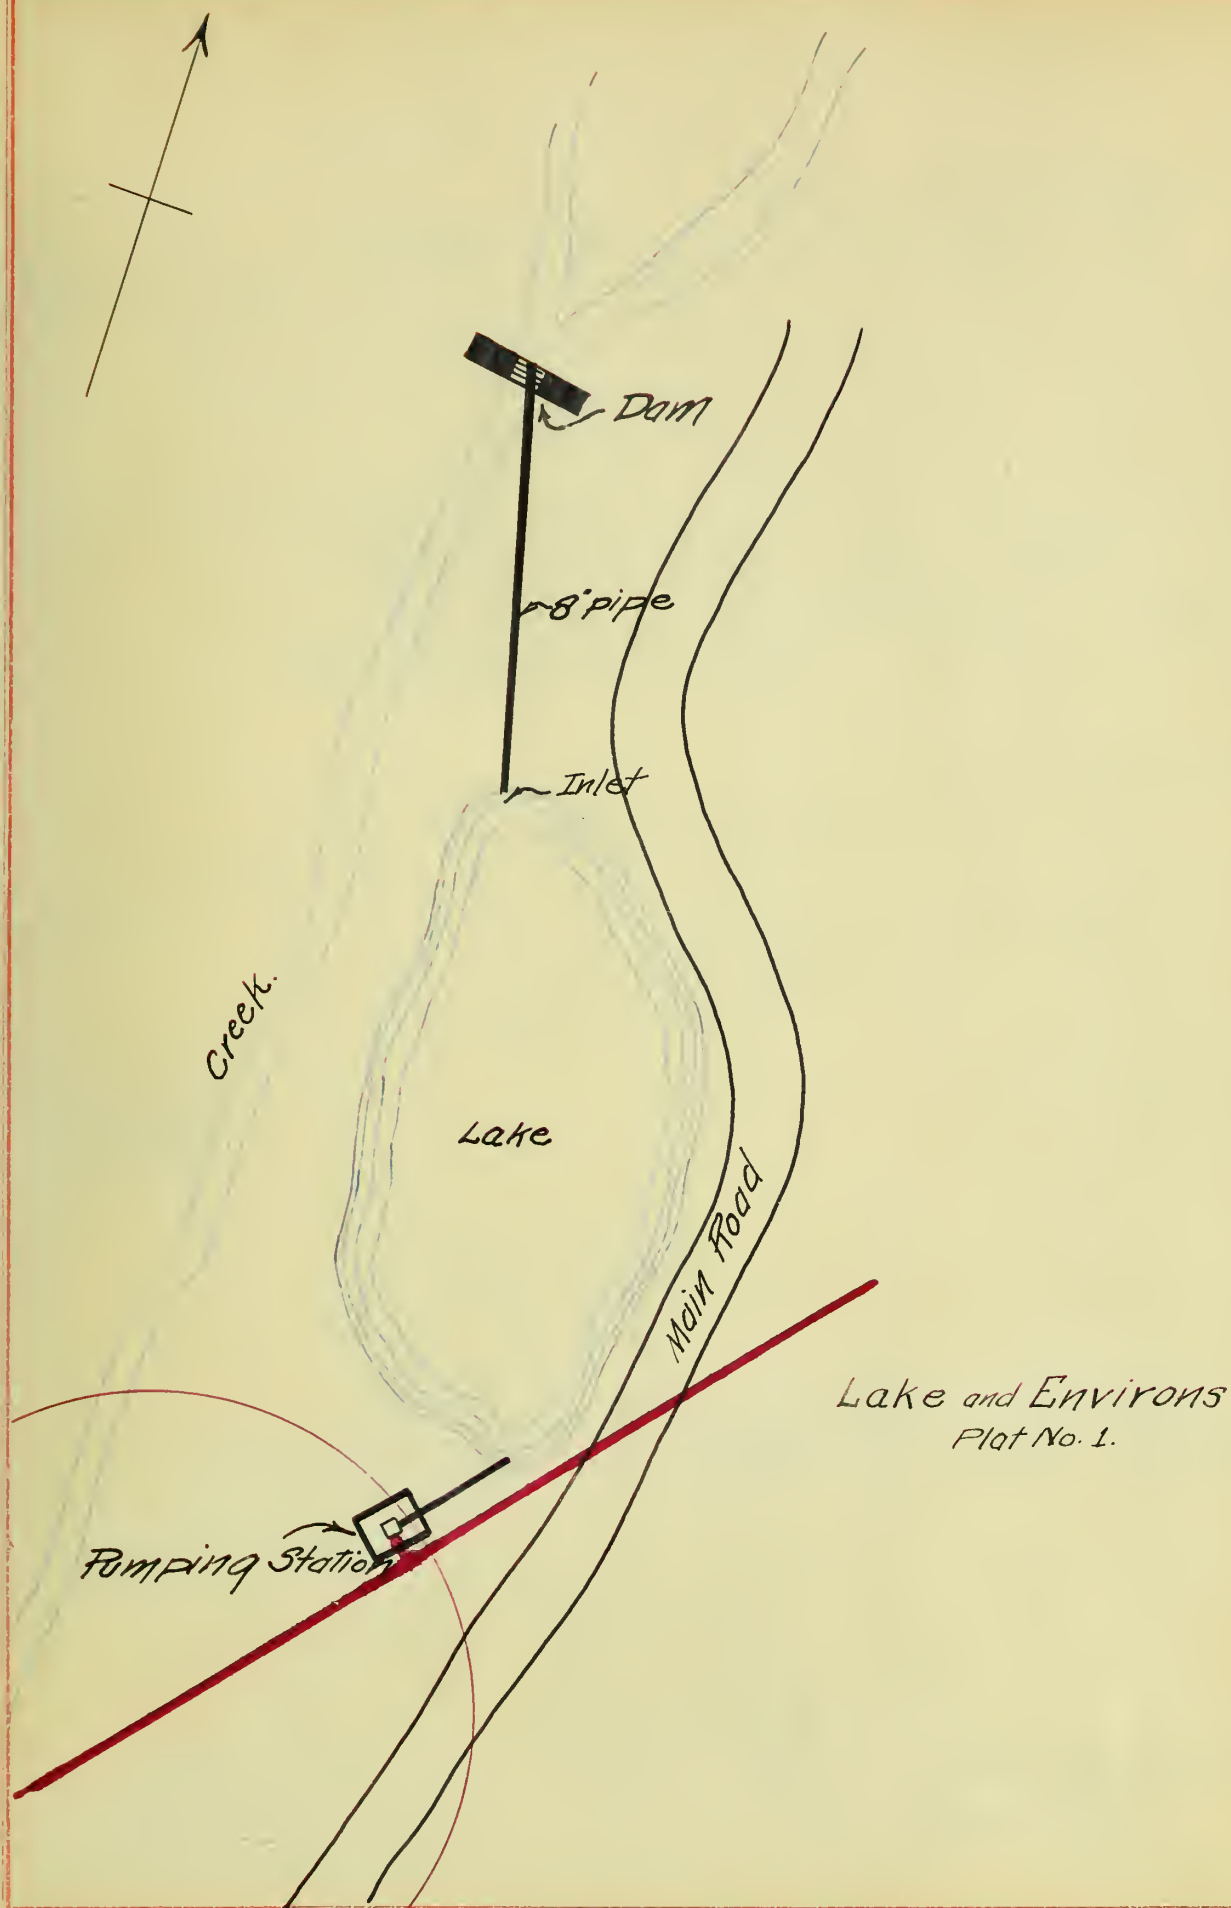 Dam
8" pipe
Inlet
Creek.
Lake
Main Road
Lake and Environs
Plat No. 1.
Pumping Station